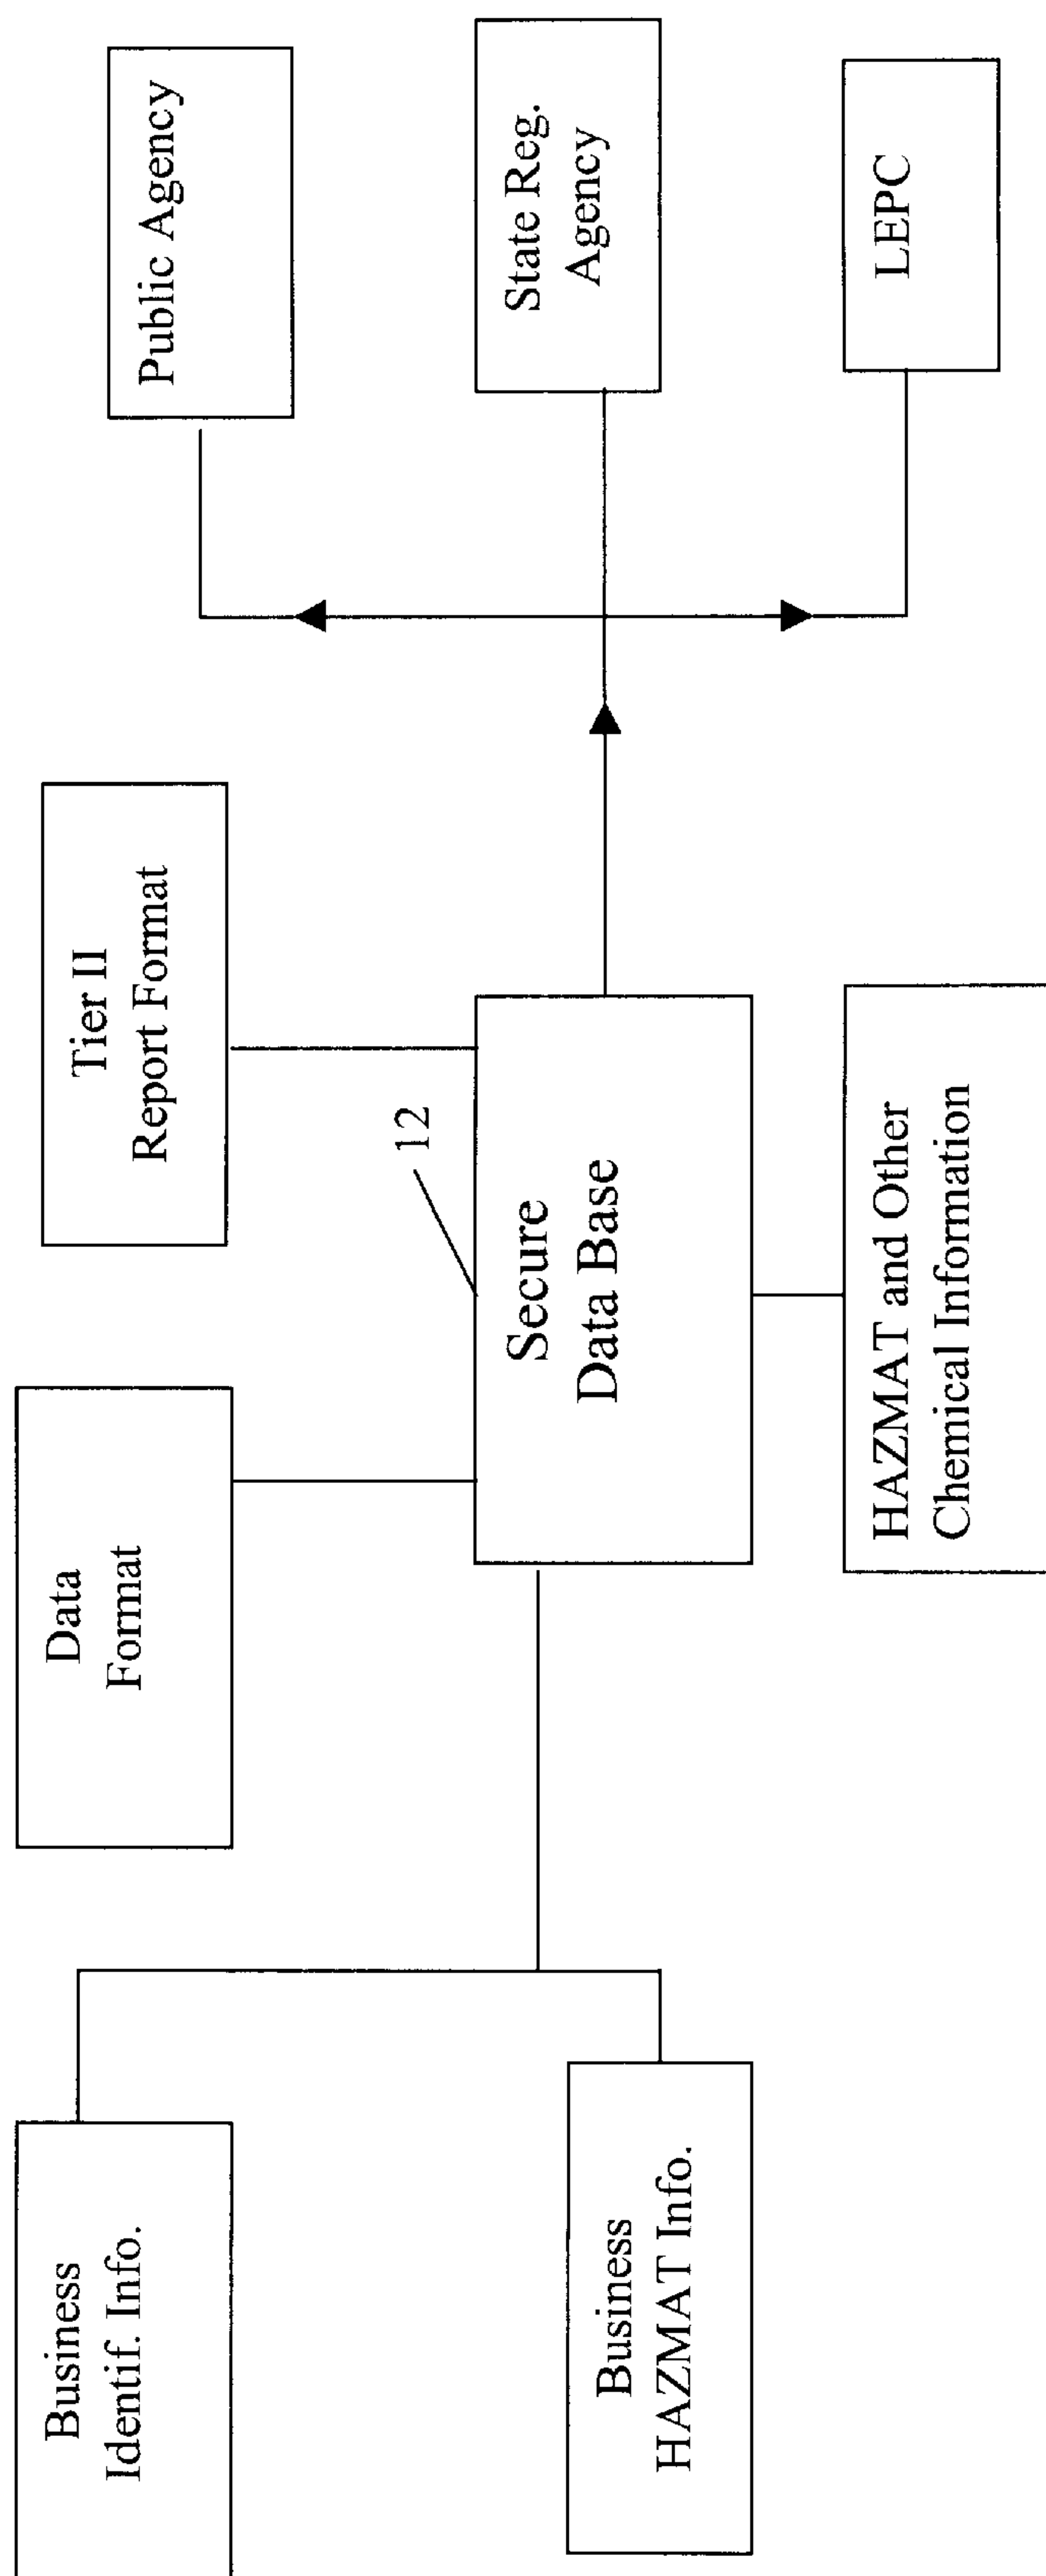 Business
Identif. Info.
Business
HAZMAT Info.
Data
Format
Tier II
Report Format
12
Secure
Data Base
HAZMAT and Other
Chemical Information
Public Agency
State Reg.
Agency
LEPC